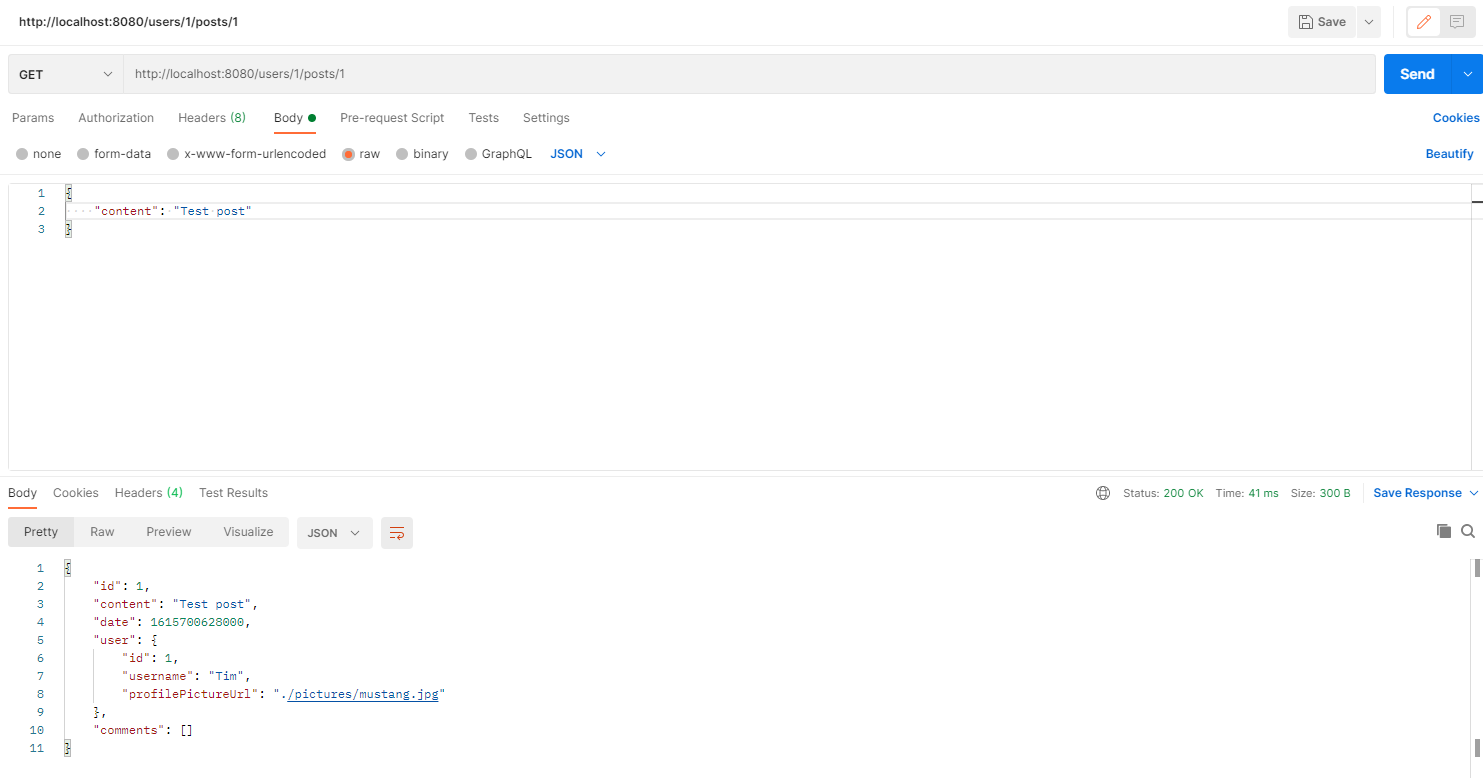 http://localhost:8080/users/1/posts/1 Save
GET http://localhost:8080/users/1/posts/1 Send
Params Authorization Headers (8) Body Pre-request Script Tests Settings Cookies
none form-data x-www-form-urlencoded raw binary GraphQL JSON Beautify
1 {
2 "content": "Test post"
3 }
Body Cookies Headers (4) Test Results Status: 200 OK Time: 41 ms Size: 300 B Save Response
Pretty Raw Preview Visualize JSON
1 {
2 "id": 1,
3 "content": "Test post",
4 "date": 1615700628000,
5 "user": {
6 "id": 1,
7 "username": "Tim",
8 "profilePictureUrl": "./pictures/mustang.jpg"
9 },
10 "comments": []
11 }